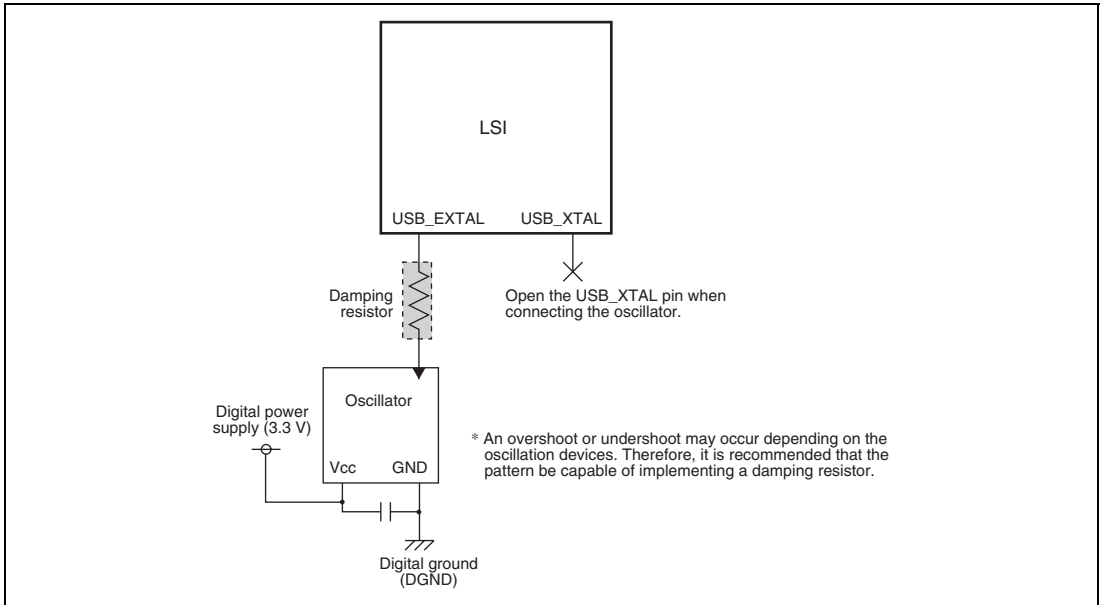 LSI
USB_EXTAL
USB_XTAL
Damping
resistor
Open the USB_XTAL pin when
connecting the oscillator.
Oscillator
Digital power
supply (3.3 V)
Vcc
GND
* An overshoot or undershoot may occur depending on the
oscillation devices. Therefore, it is recommended that the
pattern be capable of implementing a damping resistor.
Digital ground
(DGND)